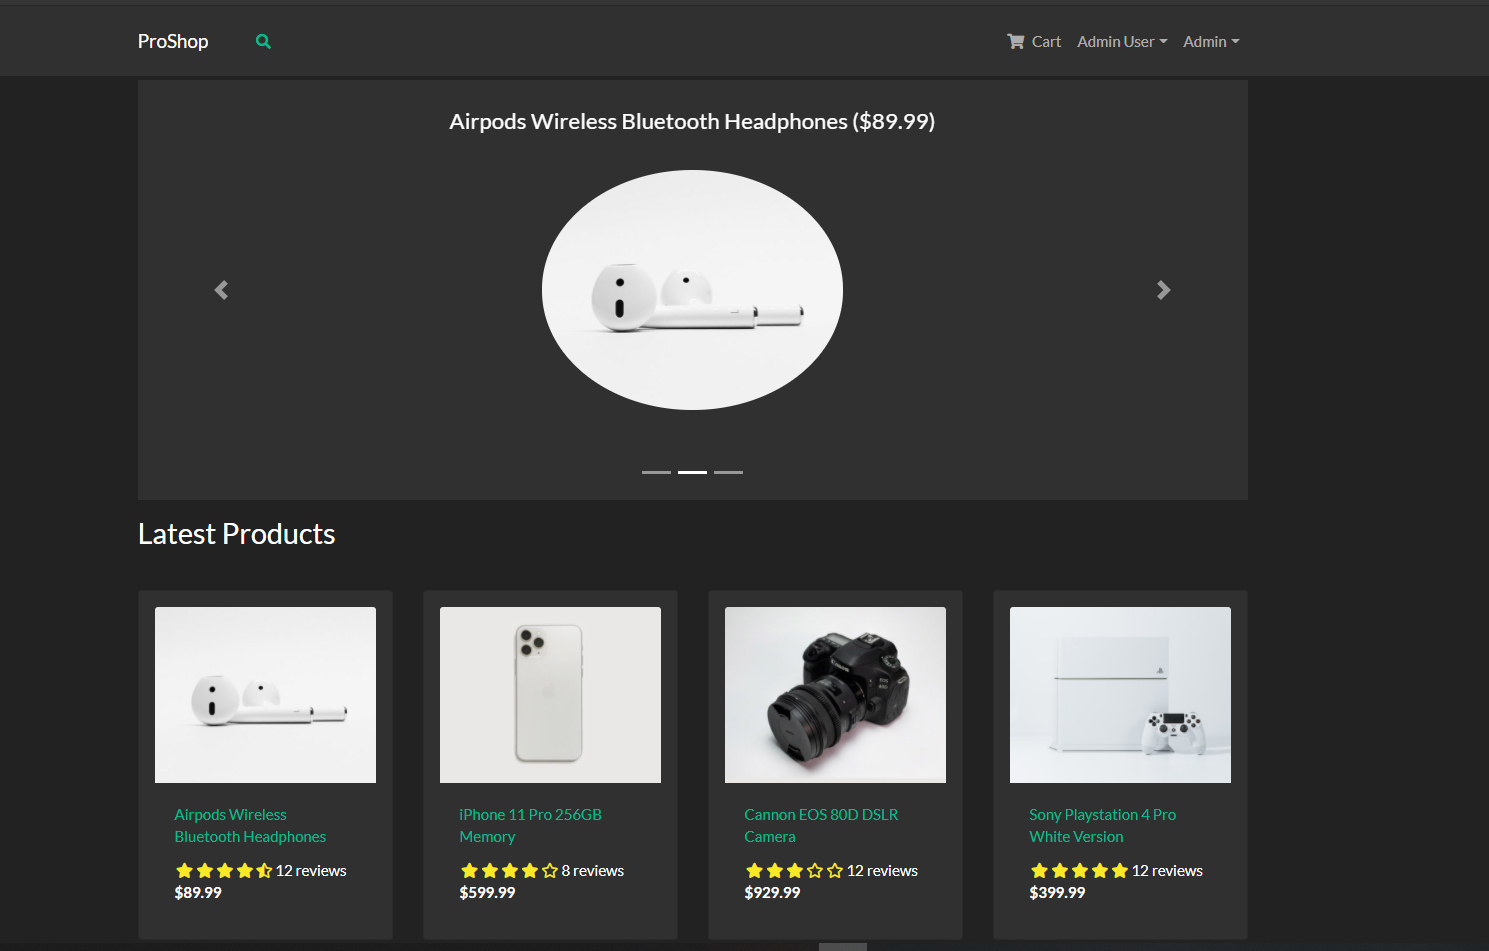 ProShop
Cart
Admin User
Admin
Airpods Wireless Bluetooth Headphones ($89.99)
Latest Products
Airpods Wireless
Bluetooth Headphones
12 reviews
$89.99
iPhone 11 Pro 256GB
Memory
8 reviews
$599.99
Cannon EOS 80D DSLR
Camera
12 reviews
$929.99
Sony Playstation 4 Pro
White Version
12 reviews
$399.99